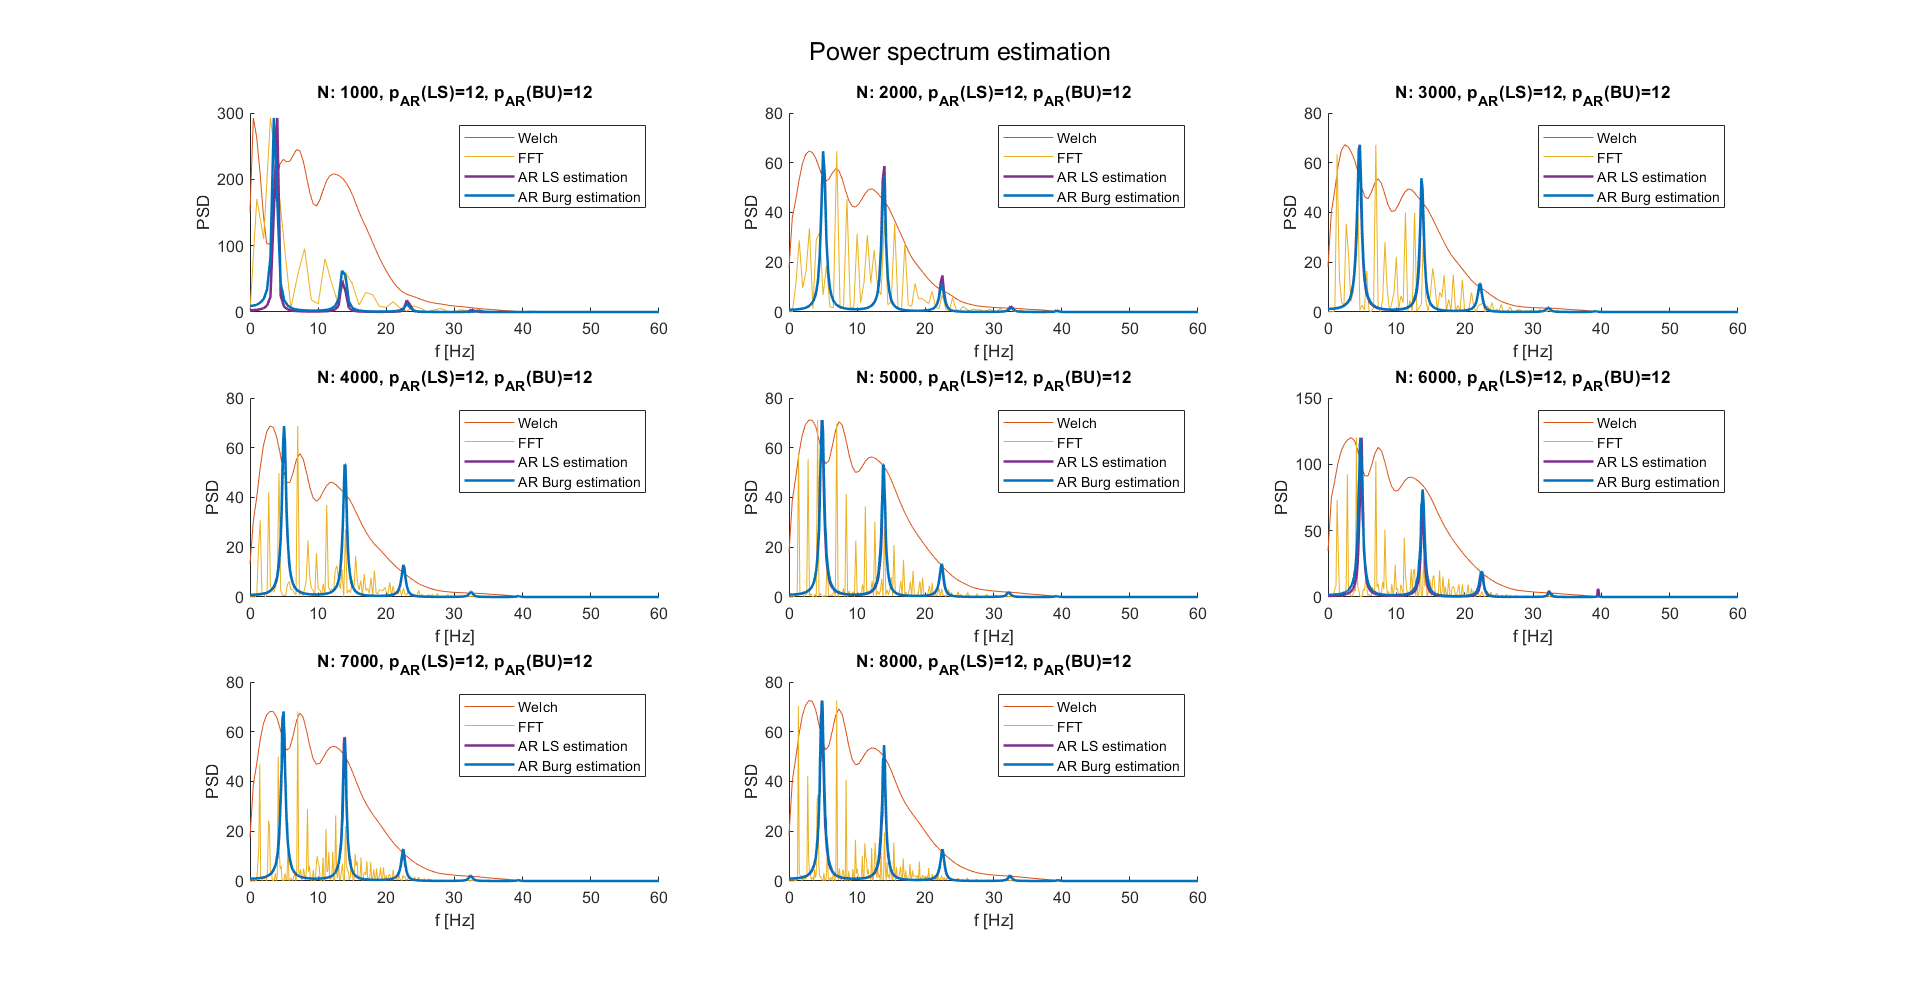 Power spectrum estimation
N: 1000, pAR(LS)=12, pAR(BU)=12
300
200
100
0
PSD
0 10 20 30 40 50 60
f [Hz]
Welch
FFT
AR LS estimation
AR Burg estimation
N: 2000, pAR(LS)=12, pAR(BU)=12
80
60
40
20
0
PSD
0 10 20 30 40 50 60
f [Hz]
Welch
FFT
AR LS estimation
AR Burg estimation
N: 3000, pAR(LS)=12, pAR(BU)=12
80
60
40
20
0
PSD
0 10 20 30 40 50 60
f [Hz]
Welch
FFT
AR LS estimation
AR Burg estimation
N: 4000, pAR(LS)=12, pAR(BU)=12
80
60
40
20
0
PSD
0 10 20 30 40 50 60
f [Hz]
Welch
FFT
AR LS estimation
AR Burg estimation
N: 5000, pAR(LS)=12, pAR(BU)=12
80
60
40
20
0
PSD
0 10 20 30 40 50 60
f [Hz]
Welch
FFT
AR LS estimation
AR Burg estimation
N: 6000, pAR(LS)=12, pAR(BU)=12
150
100
50
0
PSD
0 10 20 30 40 50 60
f [Hz]
Welch
FFT
AR LS estimation
AR Burg estimation
N: 7000, pAR(LS)=12, pAR(BU)=12
80
60
40
20
0
PSD
0 10 20 30 40 50 60
f [Hz]
Welch
FFT
AR LS estimation
AR Burg estimation
N: 8000, pAR(LS)=12, pAR(BU)=12
80
60
40
20
0
PSD
0 10 20 30 40 50 60
f [Hz]
Welch
FFT
AR LS estimation
AR Burg estimation